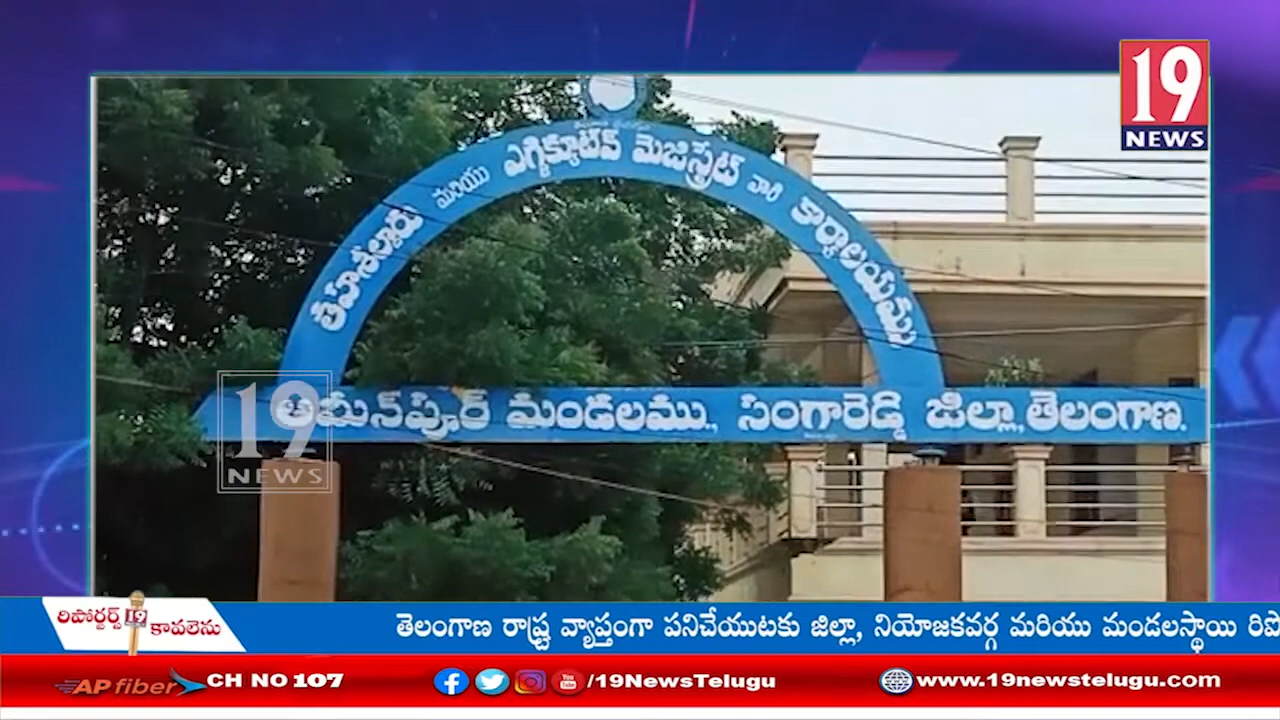 19
NEWS
తహశీల్దారు మరియు ఎగ్జిక్యూటివ్ మెజిస్ట్రేట్ వారి కార్యాలయము
అమీన్‌పూర్ మండలము., సంగారెడ్డి జిల్లా., తెలంగాణ.
19
NEWS
రిపోర్టర్స్ 19 కావలెను
తెలంగాణ రాష్ట్ర వ్యాప్తంగా పనిచేయుటకు జిల్లా, నియోజకవర్గ మరియు మండలస్థాయి
AP fiber CH NO 107 /19NewsTelugu www.19newstelugu.com